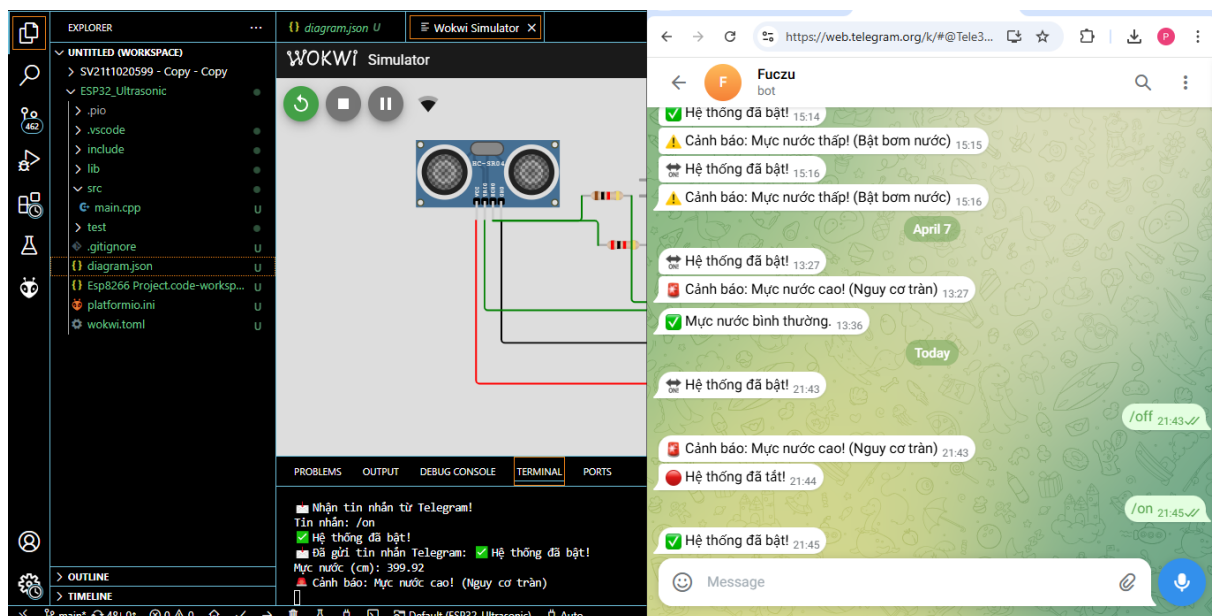 EXPLORER
UNTITLED (WORKSPACE)
SV21t1020599 - Copy - Copy
ESP32_Ultrasonic
.pio
.vscode
include
lib
src
main.cpp U
test
.gitignore U
diagram.json U
Esp8266 Project.code-worksp... U
platformio.ini U
wokwi.toml U
462
OUTLINE
TIMELINE
diagram.json U
Wokwi Simulator
WOKWi Simulator
HC-SR04
VCC
TRIG
ECHO
GND
PROBLEMS OUTPUT DEBUG CONSOLE TERMINAL PORTS
Nhận tin nhắn từ Telegram!
Tin nhắn: /on
✅ Hệ thống đã bật!
Đã gửi tin nhắn Telegram: ✅ Hệ thống đã bật!
Mực nước (cm): 399.92
🚨 Cảnh báo: Mực nước cao! (Nguy cơ tràn)
main* Default (ESP32_Ultrasonic) Auto
https://web.telegram.org/k/#@Tele3...
P
F
Fuczu
bot
✅ Hệ thống đã bật! 15:14
⚠️ Cảnh báo: Mực nước thấp! (Bật bơm nước) 15:15
🔛 Hệ thống đã bật! 15:16
⚠️ Cảnh báo: Mực nước thấp! (Bật bơm nước) 15:16
April 7
🔛 Hệ thống đã bật! 13:27
🚨 Cảnh báo: Mực nước cao! (Nguy cơ tràn) 13:27
✅ Mực nước bình thường. 13:36
Today
🔛 Hệ thống đã bật! 21:43
/off 21:43
🚨 Cảnh báo: Mực nước cao! (Nguy cơ tràn) 21:43
🔴 Hệ thống đã tắt! 21:44
/on 21:45
✅ Hệ thống đã bật! 21:45
Message